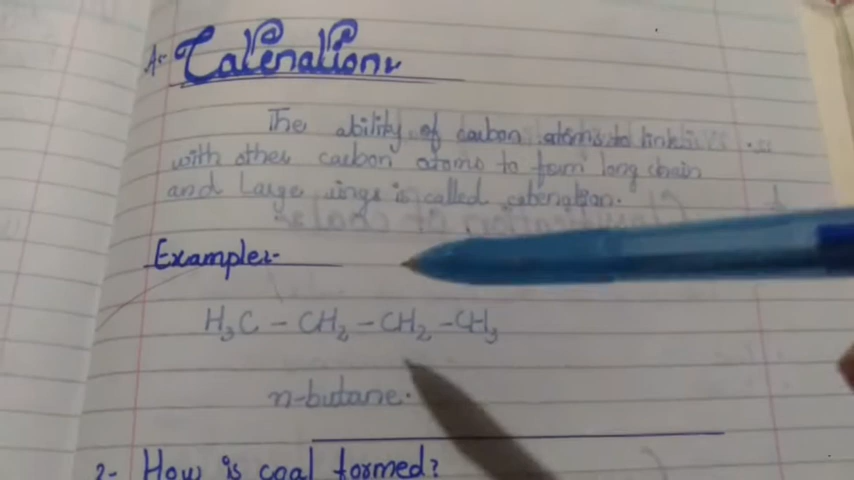 A:- Catenation:-
The ability of carbon atoms to link
with other carbon atoms to form long chain
and large rings is called catenation.
Example:-
H₃C – CH₂ – CH₂ – CH₃
n-butane.
2- How is coal formed?